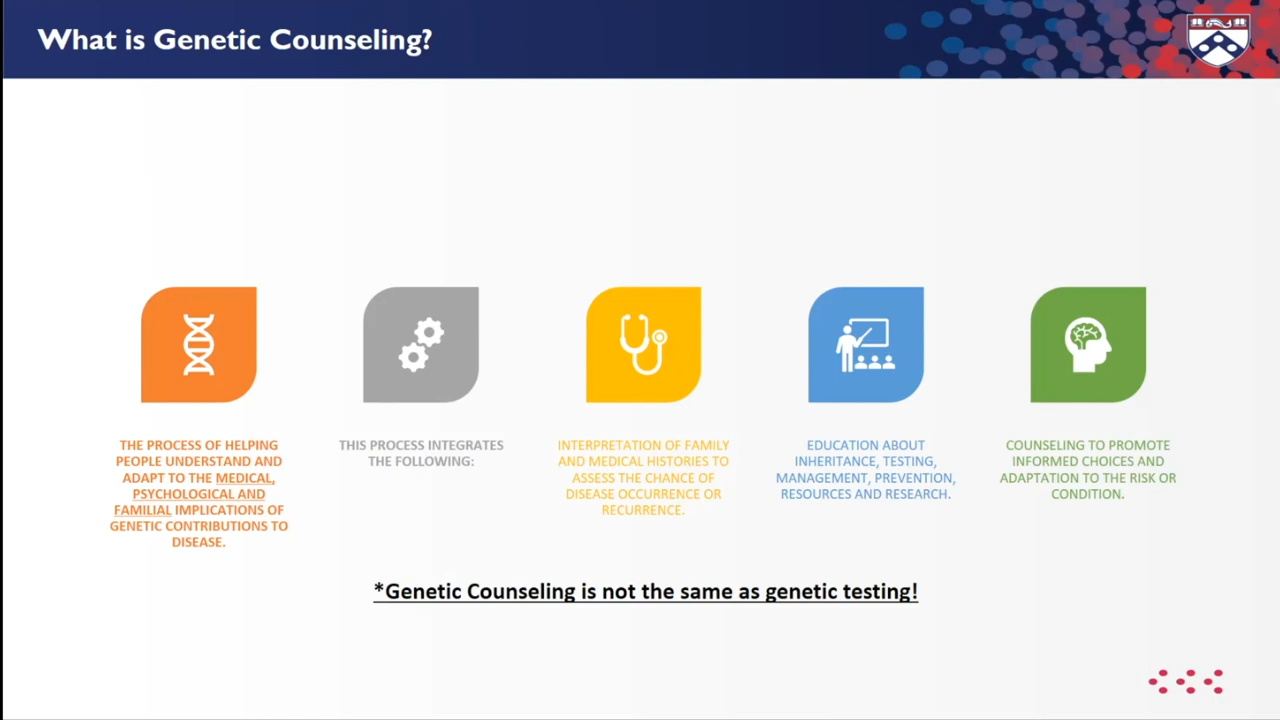 What is Genetic Counseling?
THE PROCESS OF HELPING
PEOPLE UNDERSTAND AND
ADAPT TO THE MEDICAL,
PSYCHOLOGICAL AND
FAMILIAL IMPLICATIONS OF
GENETIC CONTRIBUTIONS TO
DISEASE.
THIS PROCESS INTEGRATES
THE FOLLOWING:
INTERPRETATION OF FAMILY
AND MEDICAL HISTORIES TO
ASSESS THE CHANCE OF
DISEASE OCCURRENCE OR
RECURRENCE.
EDUCATION ABOUT
INHERITANCE, TESTING,
MANAGEMENT, PREVENTION,
RESOURCES AND RESEARCH.
COUNSELING TO PROMOTE
INFORMED CHOICES AND
ADAPTATION TO THE RISK OR
CONDITION.
*Genetic Counseling is not the same as genetic testing!